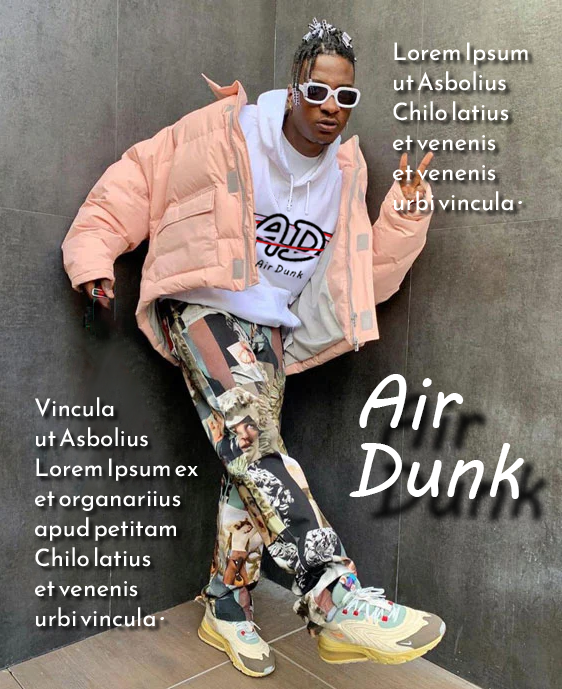 Lorem Ipsum
ut Asbolius
Chilo latius
et venenis
et venenis
urbi vincula·
AD
Air Dunk
Air
Dunk
Vincula
ut Asbolius
Lorem Ipsum ex
et organariius
apud petitam
Chilo latius
et venenis
urbi vincula·